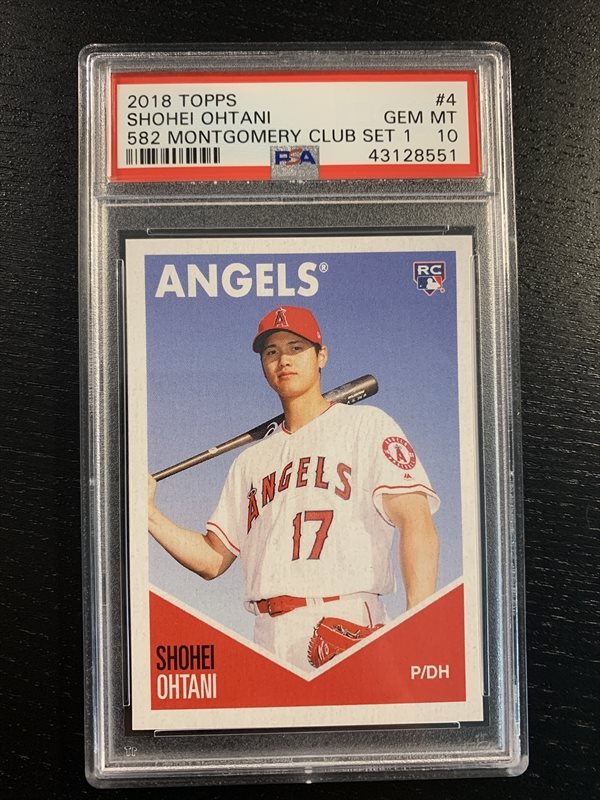 2018 TOPPS #4
SHOHEI OHTANI GEM MT
582 MONTGOMERY CLUB SET 1 10
PSA 43128551
ANGELS®
RC
A
ANGELS
17
SHOHEI
OHTANI
P/DH